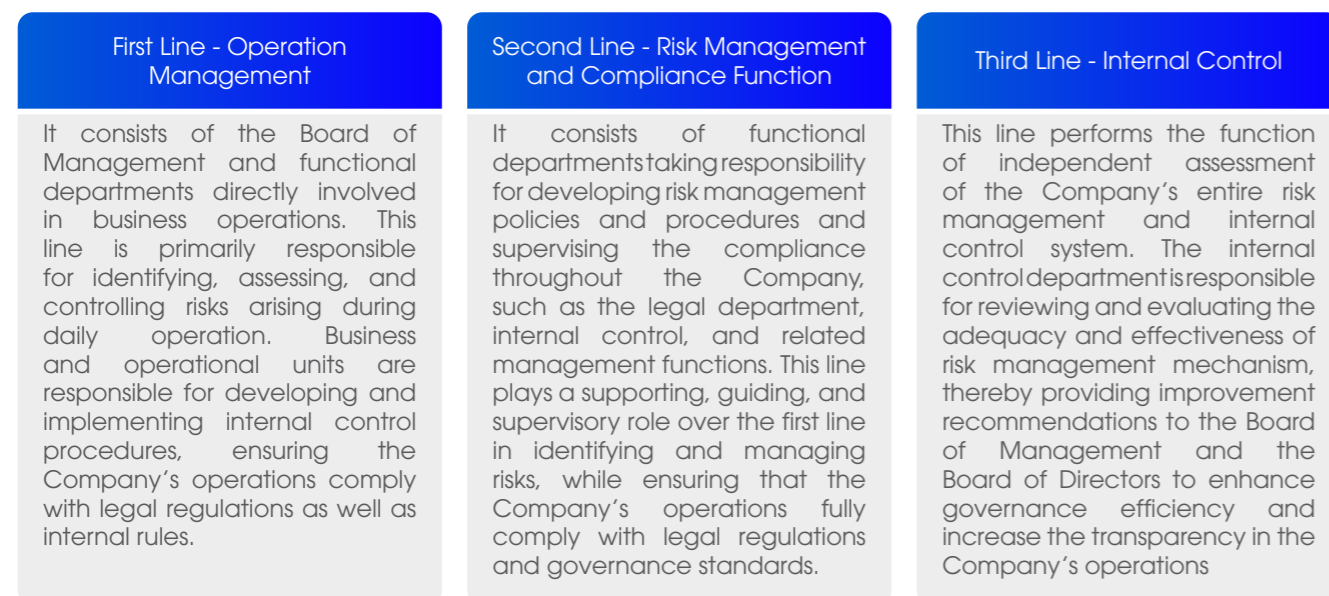 First Line - Operation
Management
It consists of the Board of
Management and functional
departments directly involved
in business operations. This
line is primarily responsible
for identifying, assessing, and
controlling risks arising during
daily operation. Business
and operational units are
responsible for developing and
implementing internal control
procedures, ensuring the
Company's operations comply
with legal regulations as well as
internal rules.
Second Line - Risk Management
and Compliance Function
It consists of functional
departments taking responsibility
for developing risk management
policies and procedures and
supervising the compliance
throughout the Company,
such as the legal department,
internal control, and related
management functions. This line
plays a supporting, guiding, and
supervisory role over the first line
in identifying and managing
risks, while ensuring that the
Company's operations fully
comply with legal regulations
and governance standards.
Third Line - Internal Control
This line performs the function
of independent assessment
of the Company's entire risk
management and internal
control system. The internal
control department is responsible
for reviewing and evaluating the
adequacy and effectiveness of
risk management mechanism,
thereby providing improvement
recommendations to the Board
of Management and the
Board of Directors to enhance
governance efficiency and
increase the transparency in the
Company's operations